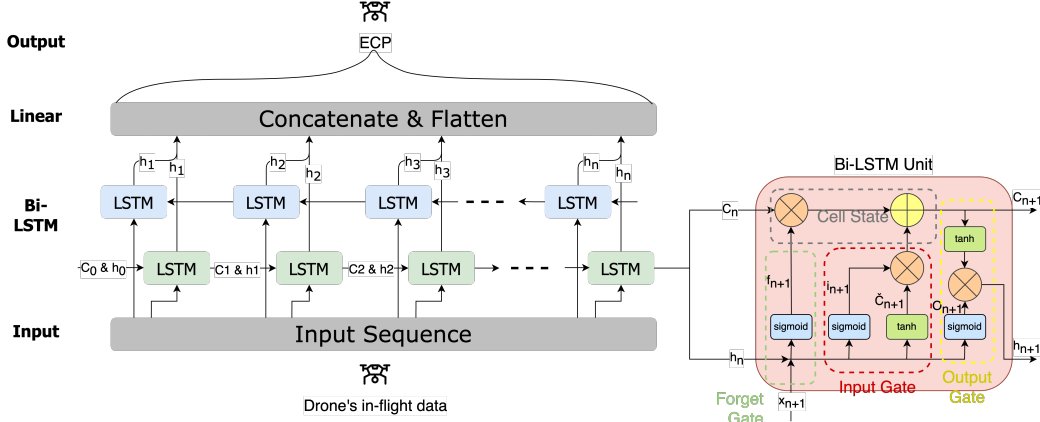 Output
ECP
Linear
Concatenate & Flatten
h1
h1
h2
h2
h3
h3
hn
hn
Bi-
LSTM
LSTM
LSTM
LSTM
LSTM
C0 & h0
LSTM
C1 & h1
LSTM
C2 & h2
LSTM
LSTM
Input
Input Sequence
Drone's in-flight data
Bi-LSTM Unit
Cn
Cell State
Cn+1
tanh
fn+1
in+1
Čn+1
On+1
sigmoid
sigmoid
tanh
sigmoid
hn
hn+1
Input Gate
Output
Gate
Forget
Gate
xn+1